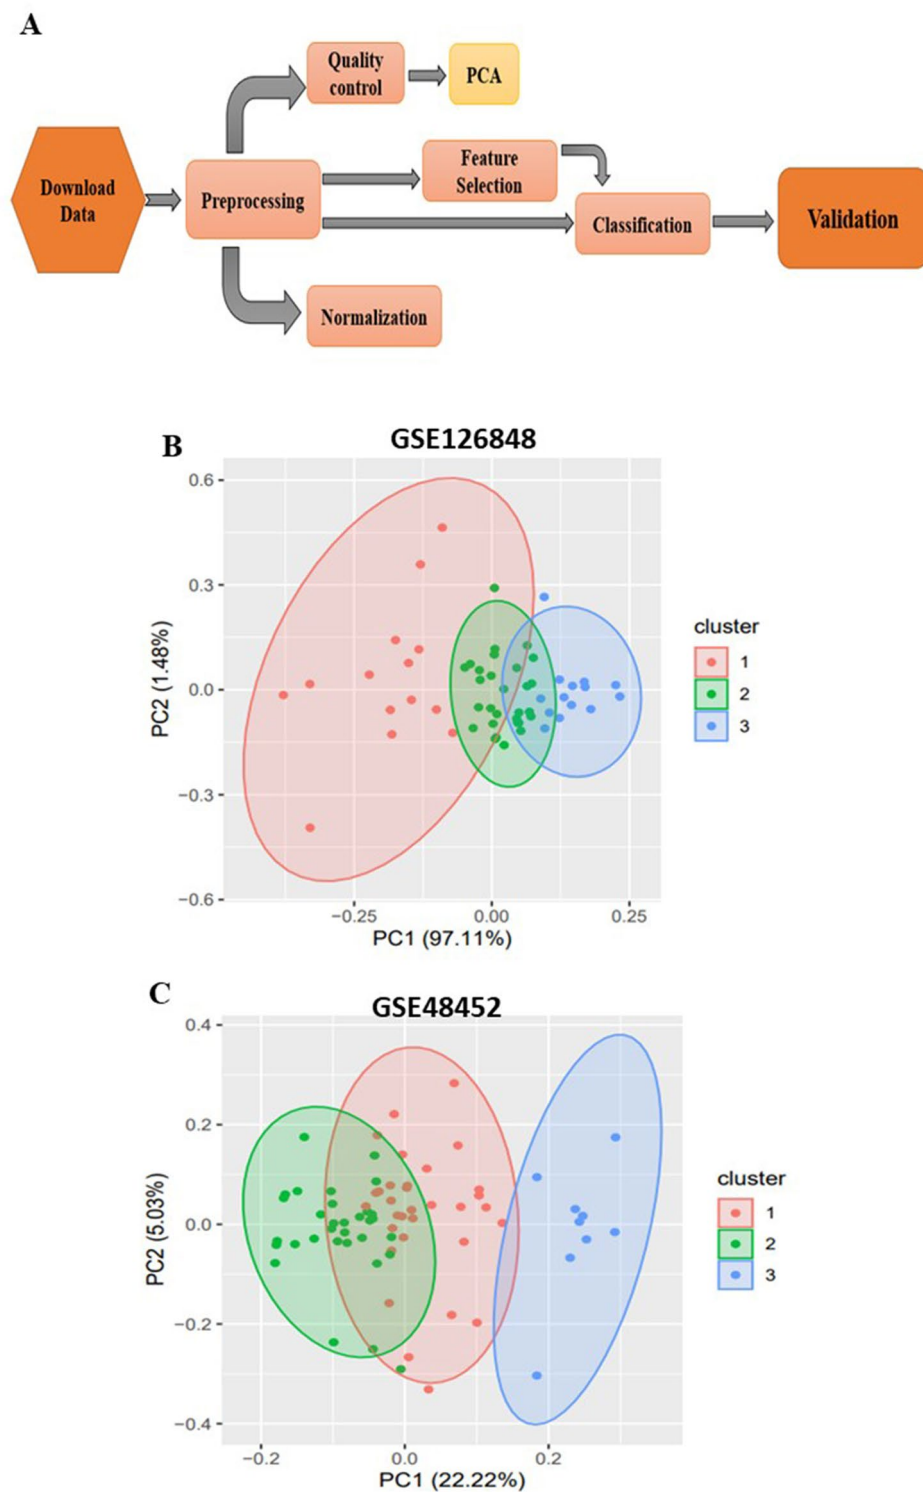 A
Quality
control
PCA
Download
Data
Preprocessing
Feature
Selection
Classification
Validation
Normalization
B
GSE126848
0.6
0.3
0.0
−0.3
−0.6
PC2 (1.48%)
−0.25
0.00
0.25
PC1 (97.11%)
cluster
1
2
3
C
GSE48452
0.4
0.2
0.0
−0.2
−0.4
PC2 (5.03%)
−0.2
0.0
0.2
PC1 (22.22%)
cluster
1
2
3